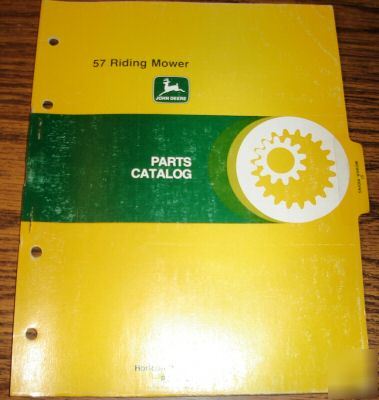 57 Riding Mower
JOHN DEERE
PARTS
CATALOG